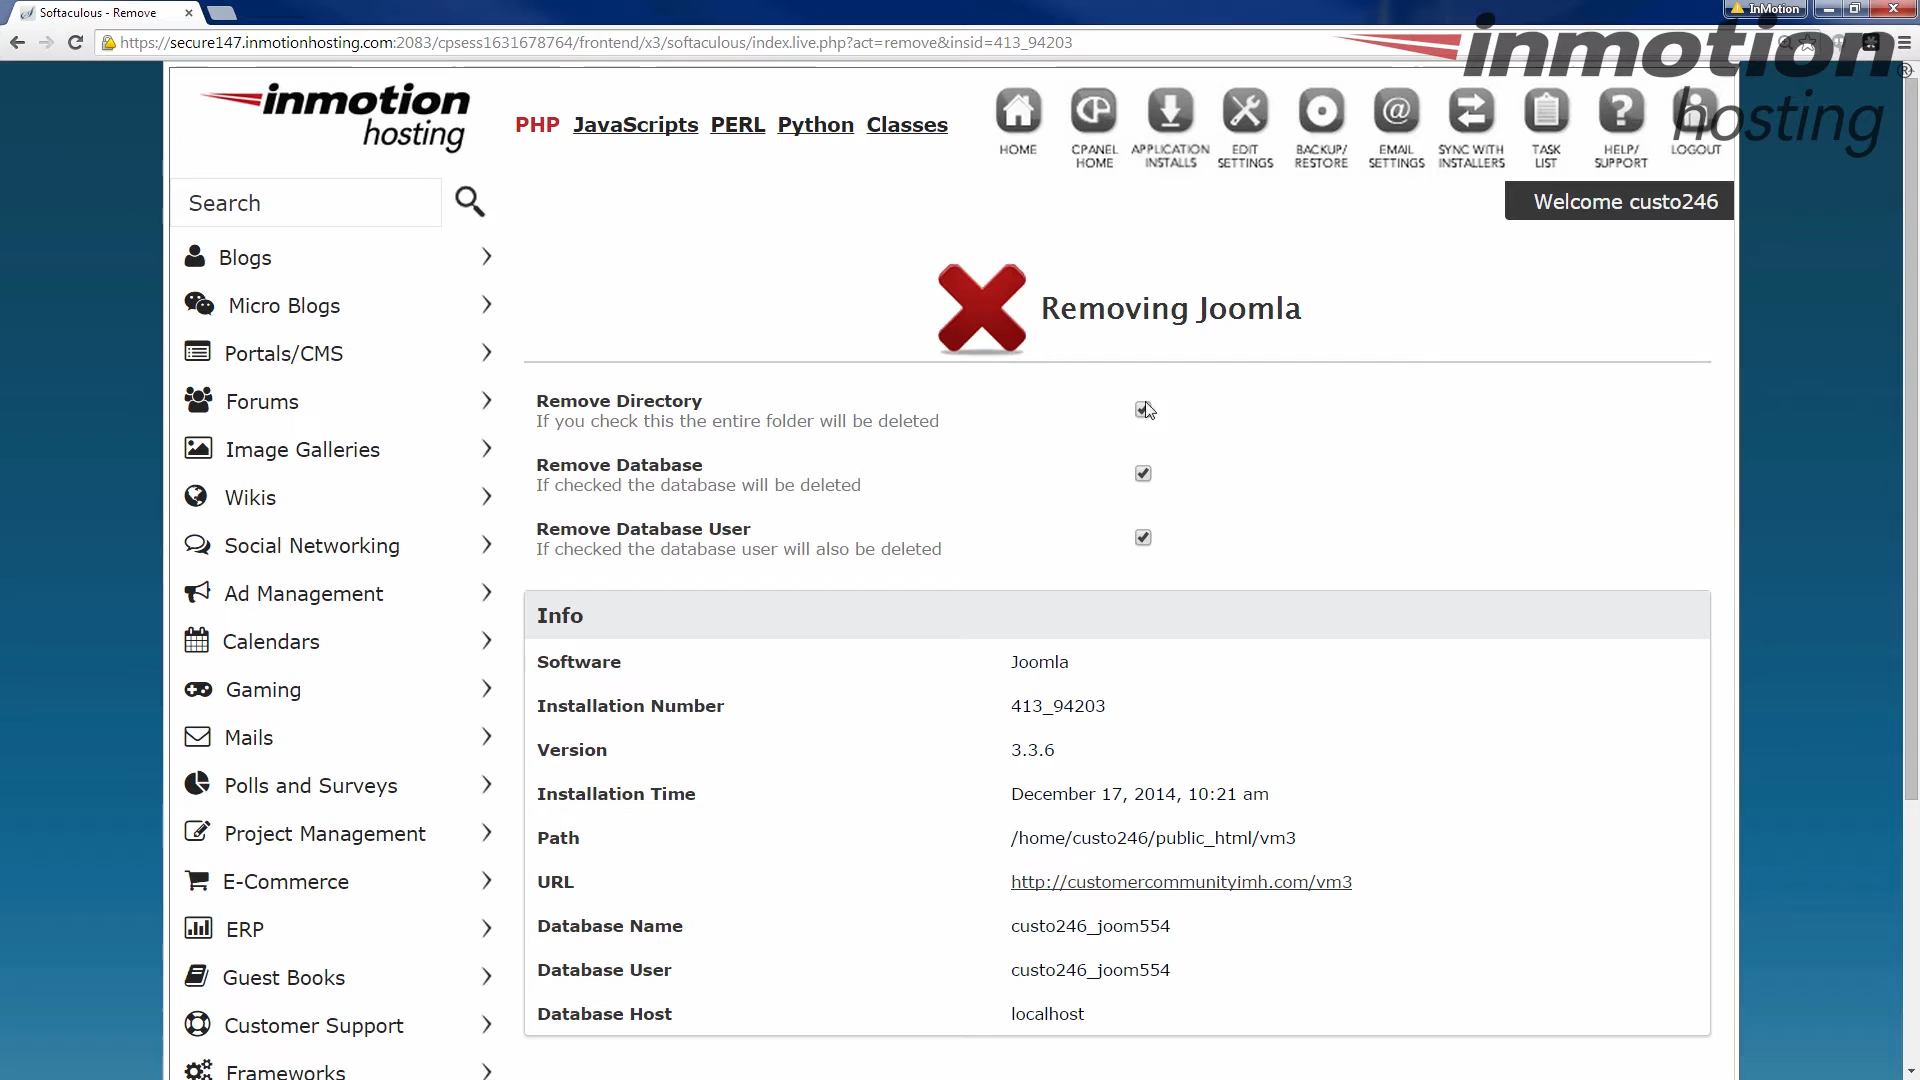 Softaculous - Remove
InMotion
https://secure147.inmotionhosting.com:2083/cpsess1631678764/frontend/x3/softaculous/index.live.php?act=remove&insid=413_94203
inmotion
hosting
®
inmotion
hosting
PHP JavaScripts PERL Python Classes
HOME
CPANEL
HOME
APPLICATION
INSTALLS
EDIT
SETTINGS
BACKUP/
RESTORE
EMAIL
SETTINGS
SYNC WITH
INSTALLERS
TASK
LIST
HELP/
SUPPORT
LOGOUT
Search
Welcome custo246
Blogs
Micro Blogs
Portals/CMS
Forums
Image Galleries
Wikis
Social Networking
Ad Management
Calendars
Gaming
Mails
Polls and Surveys
Project Management
E-Commerce
ERP
Guest Books
Customer Support
Frameworks
Removing Joomla
Remove Directory
If you check this the entire folder will be deleted
Remove Database
If checked the database will be deleted
Remove Database User
If checked the database user will also be deleted
Info
Software Joomla
Installation Number 413_94203
Version 3.3.6
Installation Time December 17, 2014, 10:21 am
Path /home/custo246/public_html/vm3
URL http://customercommunityimh.com/vm3
Database Name custo246_joom554
Database User custo246_joom554
Database Host localhost